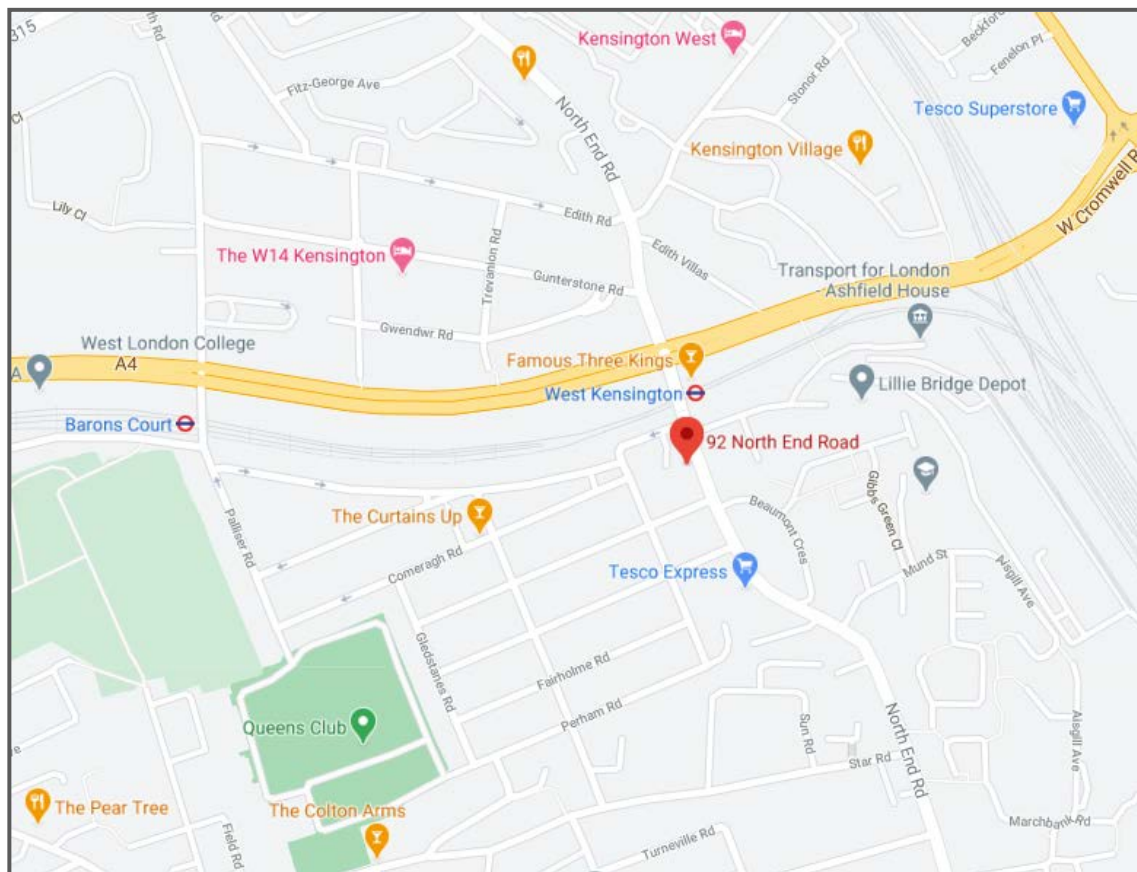 315
Kensington West
Beckford
Fenelon Pl
Fitz-George Ave
Stonor Rd
Tesco Superstore
North End Rd
Kensington Village
Cl
th Rd
W Cromwell R
Lily Cl
Edith Rd
Trevanion Rd
Edith Villas
The W14 Kensington
Gunterstone Rd
Transport for London
- Ashfield House
Gwendwr Rd
West London College
A4
A
Famous Three Kings
West Kensington
Lillie Bridge Depot
Barons Court
92 North End Road
Gibbs Green Cl
Beaumont Cres
The Curtains Up
Palliser Rd
Comeragh Rd
Tesco Express
Mund St
Aisgill Ave
Gledstanes Rd
Fairholme Rd
Perham Rd
Queens Club
Sun Rd
North End Rd
Aisgill Ave
Star Rd
ve
The Pear Tree
The Colton Arms
Field Rd
Turneville Rd
Marchbank Rd